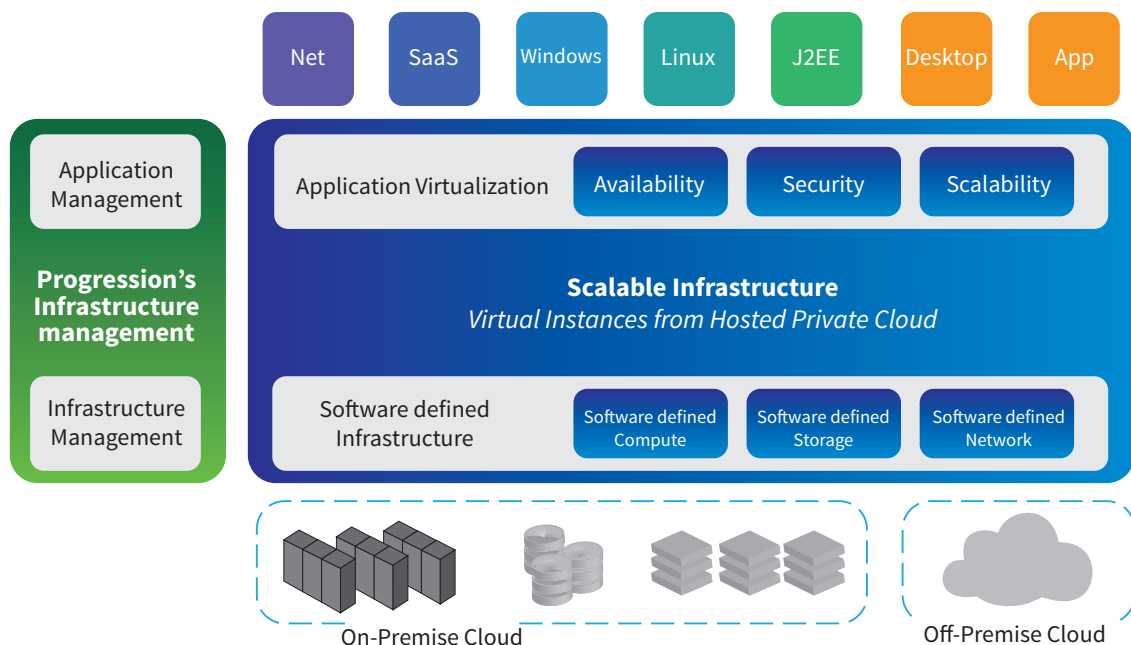 Net
SaaS
Windows
Linux
J2EE
Desktop
App
Application
Management
Progression’s
Infrastructure
management
Infrastructure
Management
Application Virtualization
Availability
Security
Scalability
Scalable Infrastructure
Virtual Instances from Hosted Private Cloud
Software defined
Infrastructure
Software defined
Compute
Software defined
Storage
Software defined
Network
On-Premise Cloud
Off-Premise Cloud